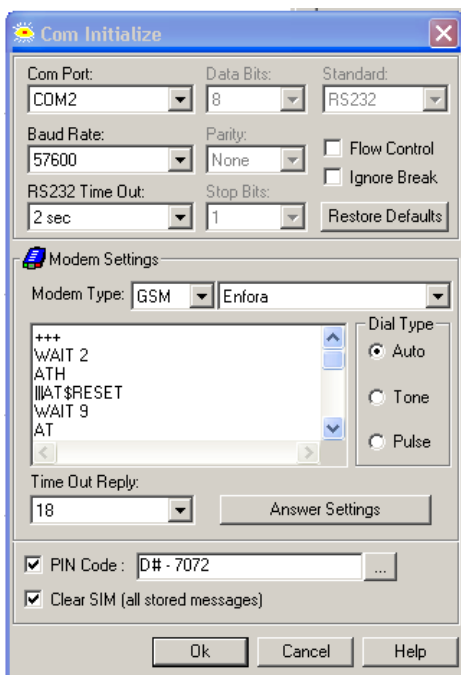 Com Initialize
Com Port:
Data Bits:
Standard:
COM2
8
RS232
Baud Rate:
Parity:
57600
None
Flow Control
Ignore Break
RS232 Time Out:
Stop Bits:
2 sec
1
Restore Defaults
Modem Settings
Modem Type:
GSM
Enfora
+++
WAIT 2
ATH
|||AT$RESET
WAIT 9
AT
Dial Type
Auto
Tone
Pulse
Time Out Reply:
18
Answer Settings
PIN Code :
D# - 7072
...
Clear SIM (all stored messages)
Ok
Cancel
Help